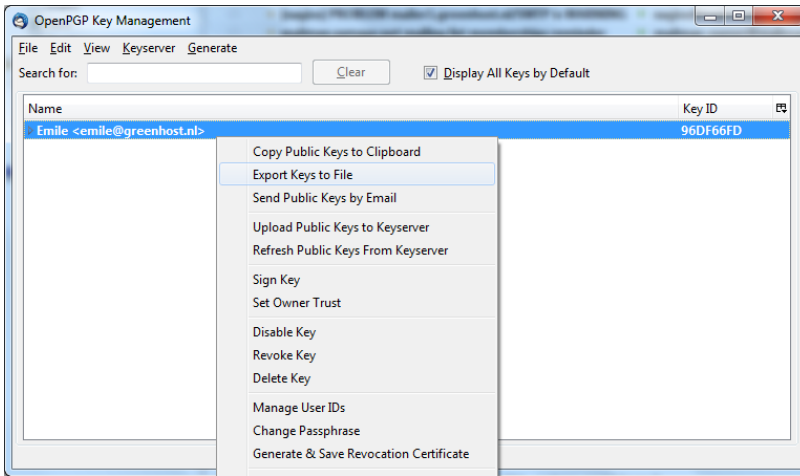 OpenPGP Key Management
File Edit View Keyserver Generate
Search for: Clear Display All Keys by Default
Name Key ID
Emile <emile@greenhost.nl> 96DF66FD
Copy Public Keys to Clipboard
Export Keys to File
Send Public Keys by Email
Upload Public Keys to Keyserver
Refresh Public Keys From Keyserver
Sign Key
Set Owner Trust
Disable Key
Revoke Key
Delete Key
Manage User IDs
Change Passphrase
Generate & Save Revocation Certificate